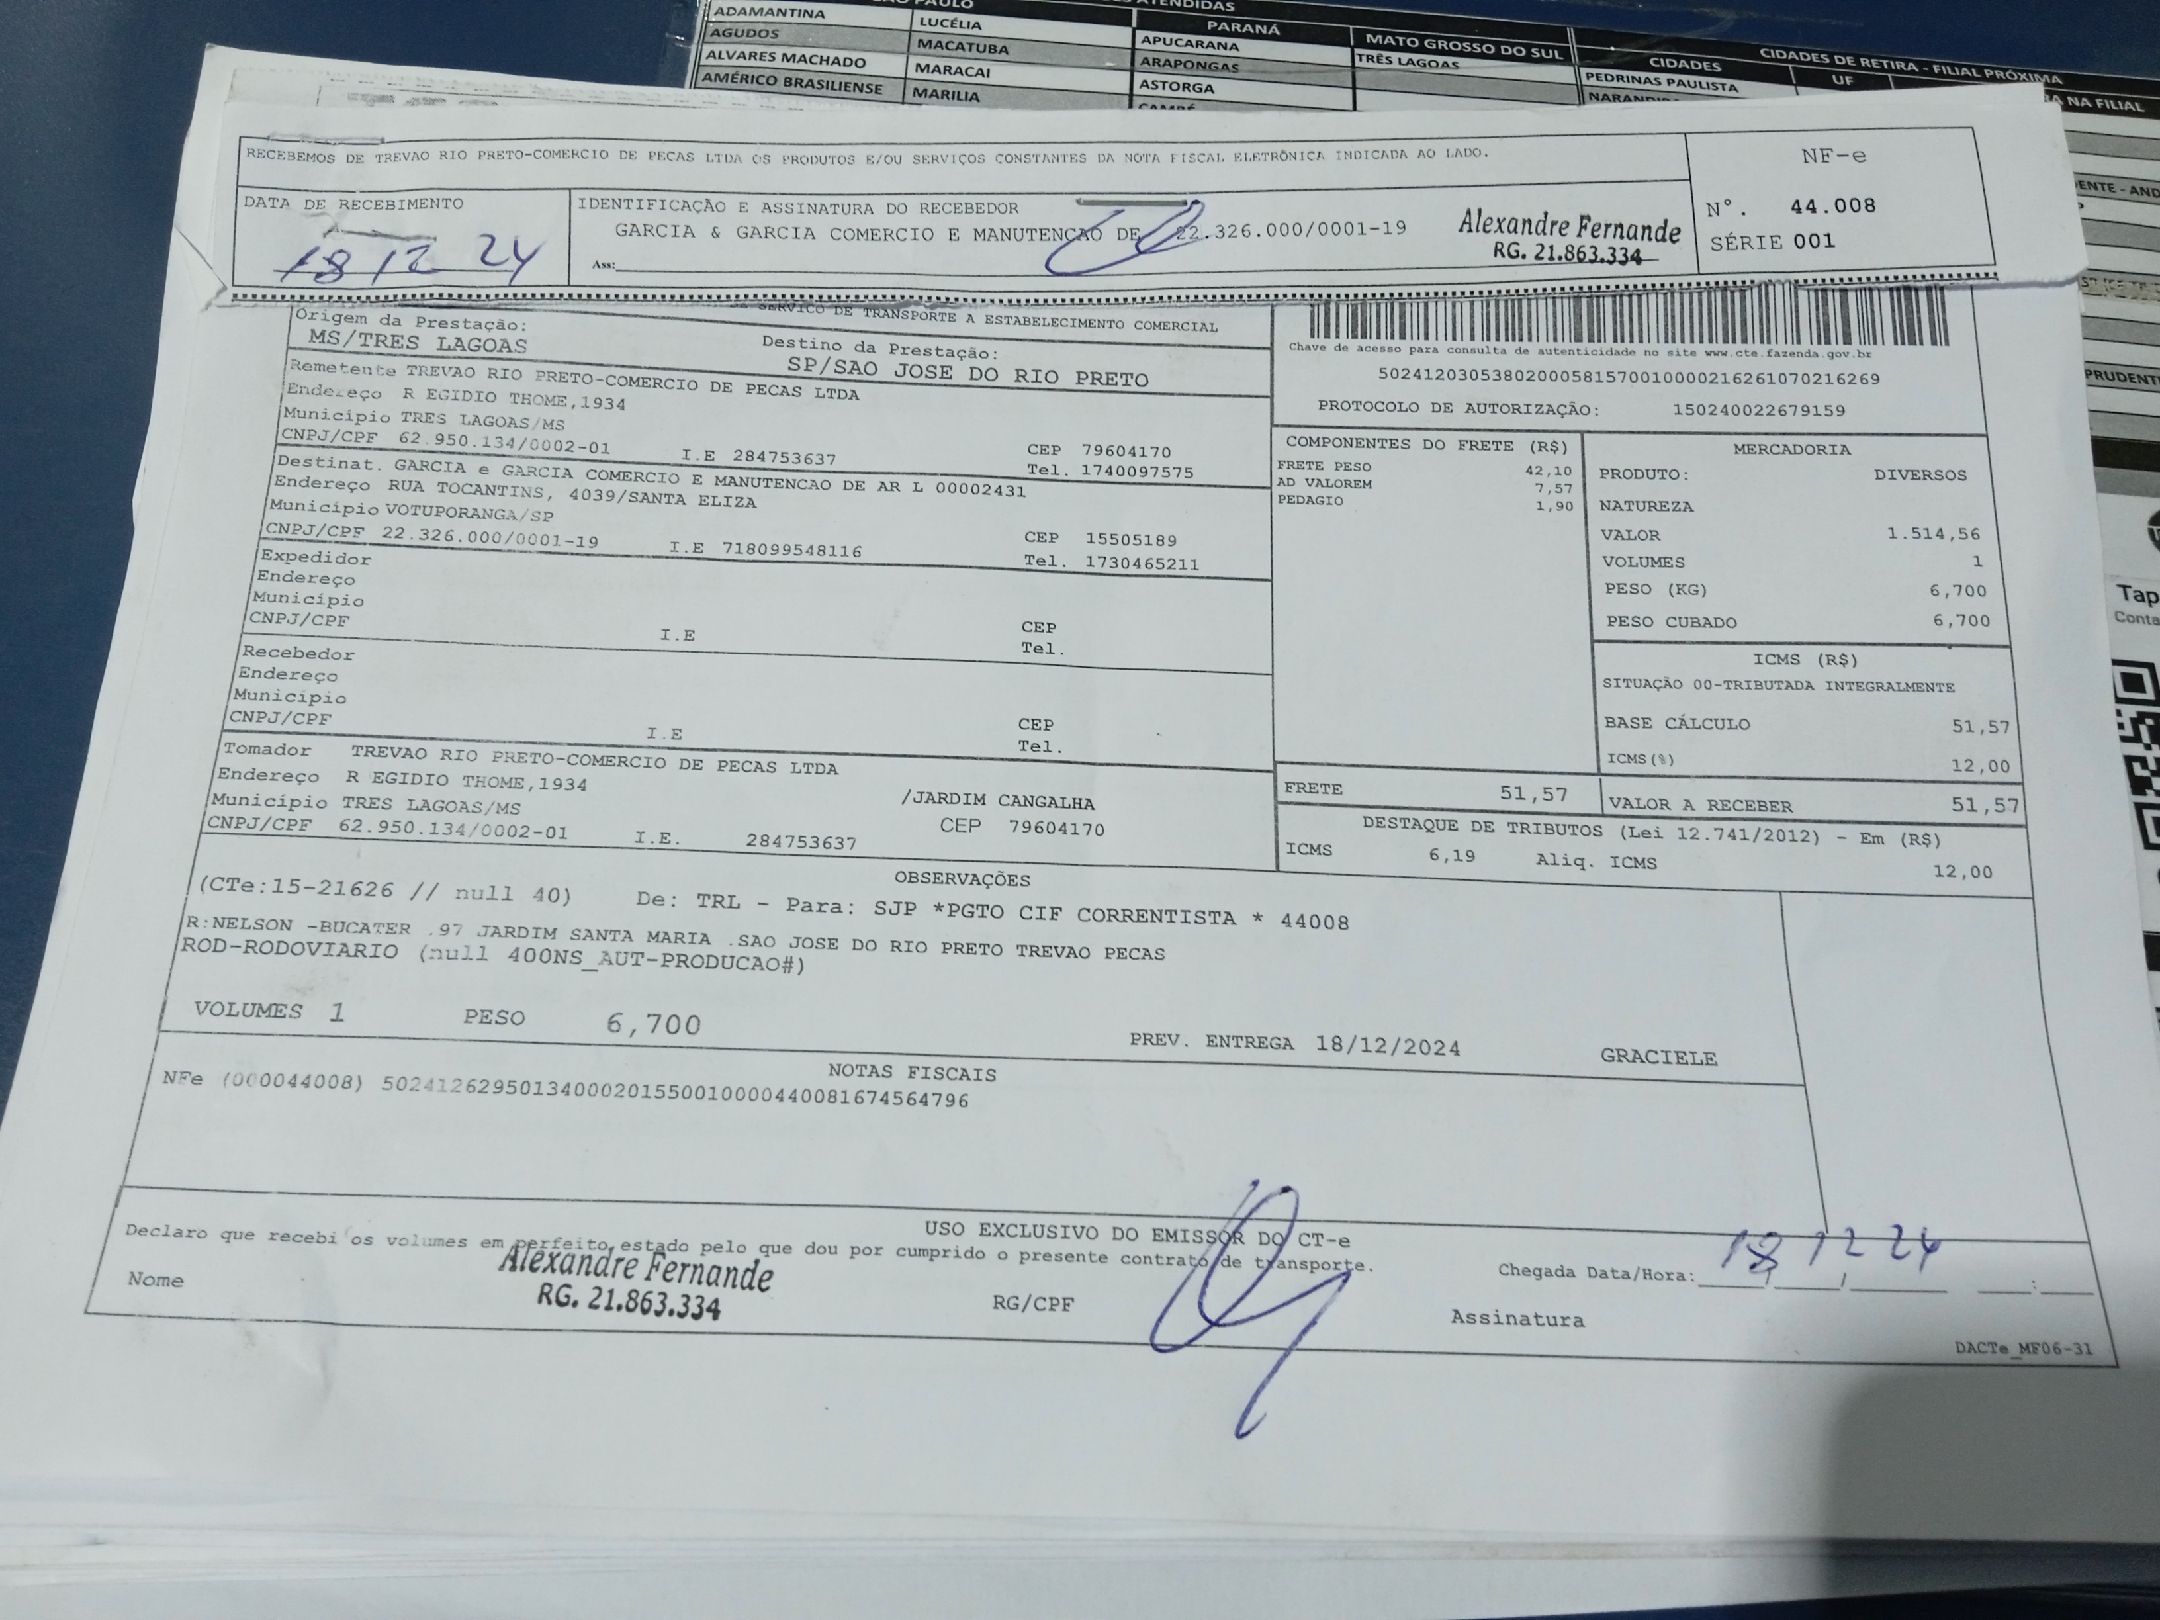 ADAMANTINA LUCÉLIA PARANÁ
AGUDOS MACATUBA APUCARANA MATO GROSSO DO SUL CIDADES DE RETIRA - FILIAL PRÓXIMA
ALVARES MACHADO MARACAI ARAPONGAS TRÊS LAGOAS CIDADES UF NA FILIAL
AMÉRICO BRASILIENSE MARILIA ASTORGA PEDRINAS PAULISTA
RECEBEMOS DE TREVAO RIO PRETO-COMERCIO DE PECAS LTDA OS PRODUTOS E/OU SERVIÇOS CONSTANTES DA NOTA FISCAL ELETRÔNICA INDICADA AO LADO.
NF-e
DATA DE RECEBIMENTO
18 12 24
IDENTIFICAÇÃO E ASSINATURA DO RECEBEDOR
GARCIA & GARCIA COMERCIO E MANUTENCAO DE 22.326.000/0001-19
Ass:
Alexandre Fernande
RG. 21.863.334
N°. 44.008
SÉRIE 001
SERVICO DE TRANSPORTE A ESTABELECIMENTO COMERCIAL
Origem da Prestação:
MS/TRES LAGOAS
Destino da Prestação:
SP/SAO JOSE DO RIO PRETO
Remetente TREVAO RIO PRETO-COMERCIO DE PECAS LTDA
Endereço R EGIDIO THOME,1934
Município TRES LAGOAS/MS CEP 79604170
CNPJ/CPF 62.950.134/0002-01 I.E 284753637 Tel. 1740097575
Destinat. GARCIA e GARCIA COMERCIO E MANUTENCAO DE AR L 00002431
Endereço RUA TOCANTINS, 4039/SANTA ELIZA
Município VOTUPORANGA/SP CEP 15505189
CNPJ/CPF 22.326.000/0001-19 I.E 718099548116 Tel. 1730465211
Expedidor
Endereço
Município CEP
CNPJ/CPF I.E Tel.
Recebedor
Endereço
Município CEP
CNPJ/CPF I.E Tel.
Tomador TREVAO RIO PRETO-COMERCIO DE PECAS LTDA
Endereço R EGIDIO THOME,1934 /JARDIM CANGALHA
Município TRES LAGOAS/MS CEP 79604170
CNPJ/CPF 62.950.134/0002-01 I.E. 284753637
Chave de acesso para consulta de autenticidade no site www.cte.fazenda.gov.br
50241203053802000581570010000216261070216269
PROTOCOLO DE AUTORIZAÇÃO: 150240022679159
COMPONENTES DO FRETE (R$)
FRETE PESO 42,10
AD VALOREM 7,57
PEDAGIO 1,90
MERCADORIA
PRODUTO: DIVERSOS
NATUREZA
VALOR 1.514,56
VOLUMES 1
PESO (KG) 6,700
PESO CUBADO 6,700
ICMS (R$)
SITUAÇÃO 00-TRIBUTADA INTEGRALMENTE
BASE CÁLCULO 51,57
ICMS(%) 12,00
FRETE 51,57 VALOR A RECEBER 51,57
DESTAQUE DE TRIBUTOS (Lei 12.741/2012) - Em (R$)
ICMS 6,19 Aliq. ICMS 12,00
OBSERVAÇÕES
(CTe:15-21626 // null 40) De: TRL - Para: SJP *PGTO CIF CORRENTISTA * 44008
R:NELSON -BUCATER .97 JARDIM SANTA MARIA .SAO JOSE DO RIO PRETO TREVAO PECAS
ROD-RODOVIARIO (null 400NS_AUT-PRODUCAO#)
VOLUMES 1 PESO 6,700 PREV. ENTREGA 18/12/2024 GRACIELE
NOTAS FISCAIS
NFe (000044008) 50241262950134000201550010000440081674564796
USO EXCLUSIVO DO EMISSOR DO CT-e
Declaro que recebi os volumes em perfeito estado pelo que dou por cumprido o presente contrato de transporte.
Chegada Data/Hora: 18 12 24
Nome
Alexandre Fernande
RG. 21.863.334
RG/CPF
Assinatura
DACTe_MF06-31